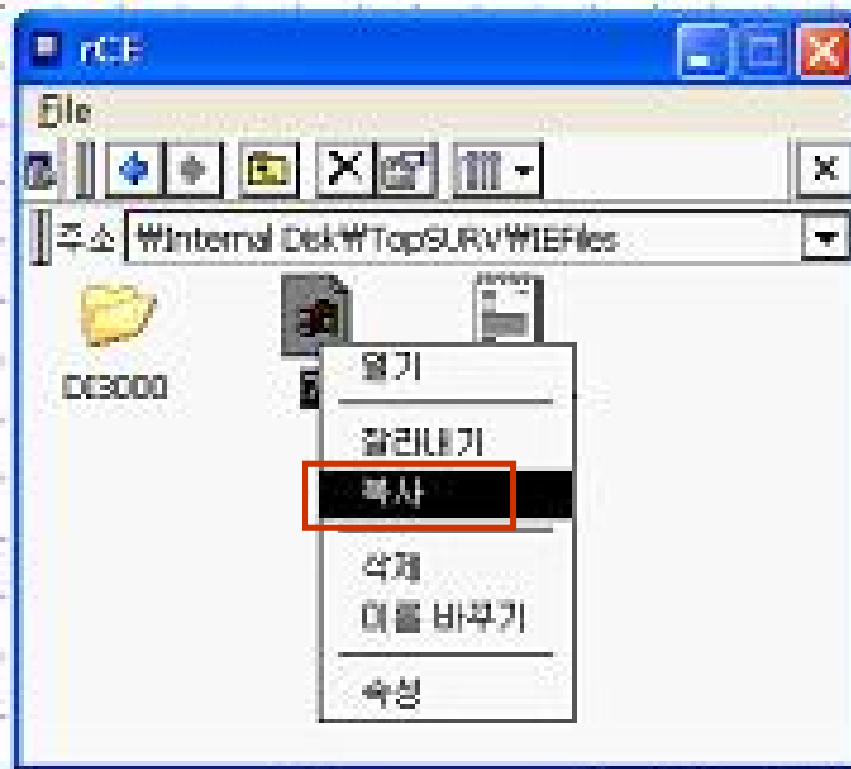 rCE
File
주소 ₩Internal Disk₩TopSURV₩IEFiles
열기
잘라내기
복사
삭제
이름 바꾸기
속성